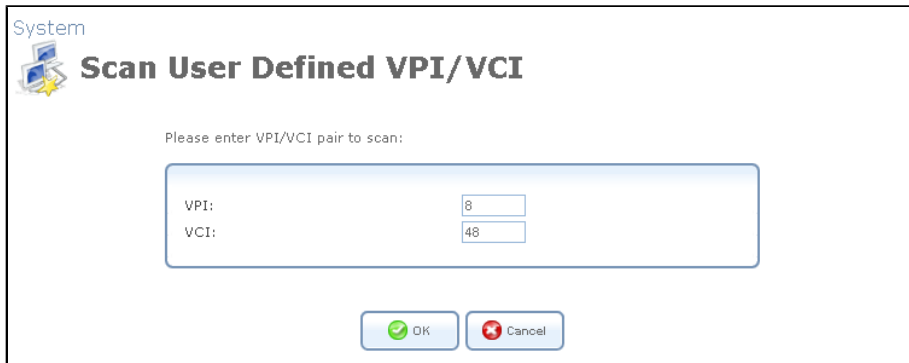 System
Scan User Defined VPI/VCI
Please enter VPI/VCI pair to scan:
VPI: 8
VCI: 48
OK Cancel